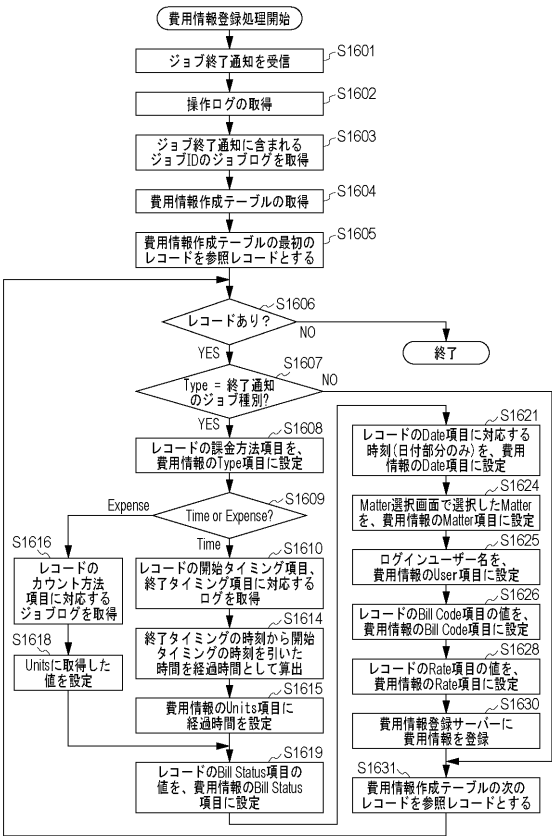 費用情報登録処理開始
S1601
ジョブ終了通知を受信
S1602
操作ログの取得
S1603
ジョブ終了通知に含まれる
ジョブIDのジョブログを取得
S1604
費用情報作成テーブルの取得
S1605
費用情報作成テーブルの最初の
レコードを参照レコードとする
S1606
レコードあり?
NO
YES
終了
S1607
Type = 終了通知
のジョブ種別?
NO
YES
S1608
レコードの課金方法項目を、
費用情報のType項目に設定
S1609
Time or Expense?
Expense
Time
S1616
レコードの
カウント方法
項目に対応する
ジョブログを取得
S1618
Unitsに取得した
値を設定
S1610
レコードの開始タイミング項目、
終了タイミング項目に対応する
ログを取得
S1614
終了タイミングの時刻から開始
タイミングの時刻を引いた
時間を経過時間として算出
S1615
費用情報のUnits項目に
経過時間を設定
S1619
レコードのBill Status項目の
値を、費用情報のBill Status
項目に設定
S1621
レコードのDate項目に対応する
時刻(日付部分のみ)を、費用
情報のDate項目に設定
S1624
Matter選択画面で選択したMatter
を、費用情報のMatter項目に設定
S1625
ログインユーザー名を、
費用情報のUser項目に設定
S1626
レコードのBill Code項目の値を、
費用情報のBill Code項目に設定
S1628
レコードのRate項目の値を、
費用情報のRate項目に設定
S1630
費用情報登録サーバーに
費用情報を登録
S1631
費用情報作成テーブルの次の
レコードを参照レコードとする